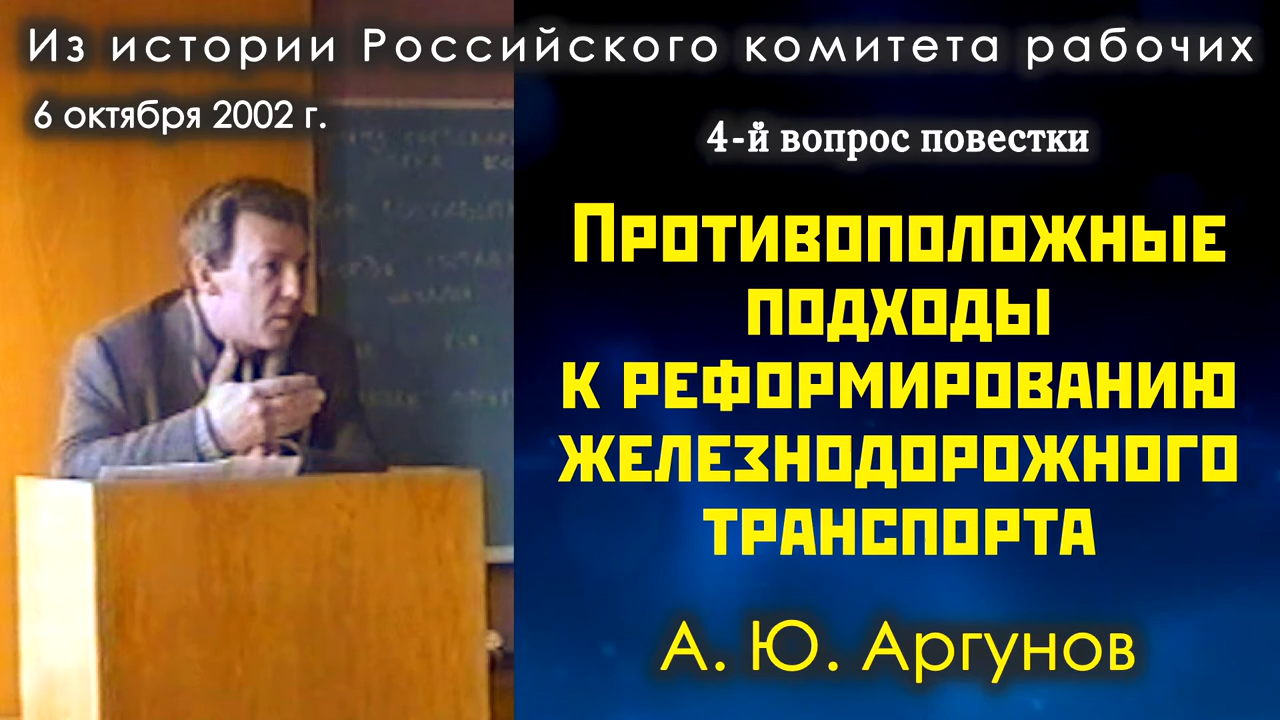 Из истории Российского комитета рабочих
6 октября 2002 г.
4-й вопрос повестки
Противоположные
подходы
к реформированию
железнодорожного
транспорта
А. Ю. Аргунов